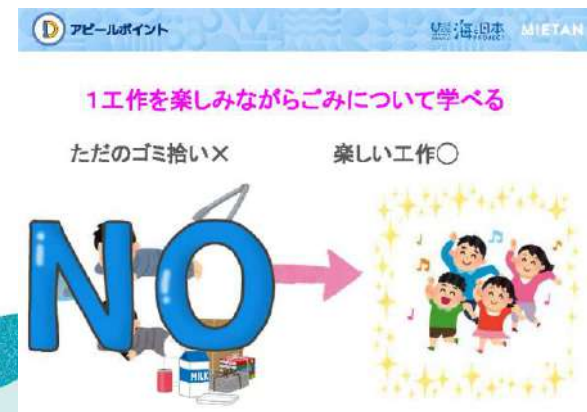 D アピールポイント
海と日本 PROJECT MIETAN
1工作を楽しみながらごみについて学べる
ただのゴミ拾い× 楽しい工作○
NO
MILK